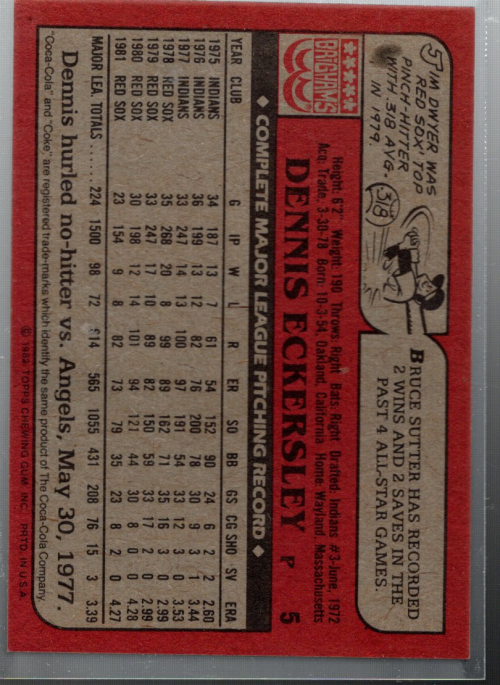 JIM DWYER WAS
RED SOX' TOP
PINCH-HITTER
WITH .318 AVG.
IN 1979.
.318
BRUCE SUTTER HAS RECORDED
2 WINS AND 2 SAVES IN THE
PAST 4 ALL-STAR GAMES.
BRIGHAM'S
Height: 6'2" Weight: 190 Throws: Right Bats: Right Drafted: Indians #3-June, 1972
Acq: Trade, 3-30-78 Born: 10-3-54, Oakland, California Home: Wayland, Massachusetts
DENNIS ECKERSLEY P 5
◆ COMPLETE MAJOR LEAGUE PITCHING RECORD ◆
YEAR CLUB G IP W L R ER SO BB GS CG SHO SV ERA
1975 INDIANS 34 187 13 7 61 54 152 90 24 6 2 2 2.60
1976 INDIANS 36 199 13 12 82 76 200 78 30 9 3 1 3.44
1977 INDIANS 33 247 14 13 100 97 191 54 33 12 3 0 3.53
1978 RED SOX 35 268 20 8 99 89 162 71 35 16 3 0 2.99
1979 RED SOX 33 247 17 10 89 82 150 59 33 17 2 0 2.99
1980 RED SOX 30 198 12 14 101 94 121 44 30 8 0 0 4.28
1981 RED SOX 23 154 9 8 82 73 79 35 23 8 2 0 4.27
MAJOR LEA. TOTALS ...... 224 1500 98 72 614 565 1055 431 208 76 15 3 3.39
Dennis hurled no-hitter vs. Angels, May 30, 1977.
"Coca-Cola" and "Coke" are registered trade-marks which identify the same product of The Coca-Cola Company.
© 1982 TOPPS CHEWING GUM INC. PRTD. IN U.S.A.